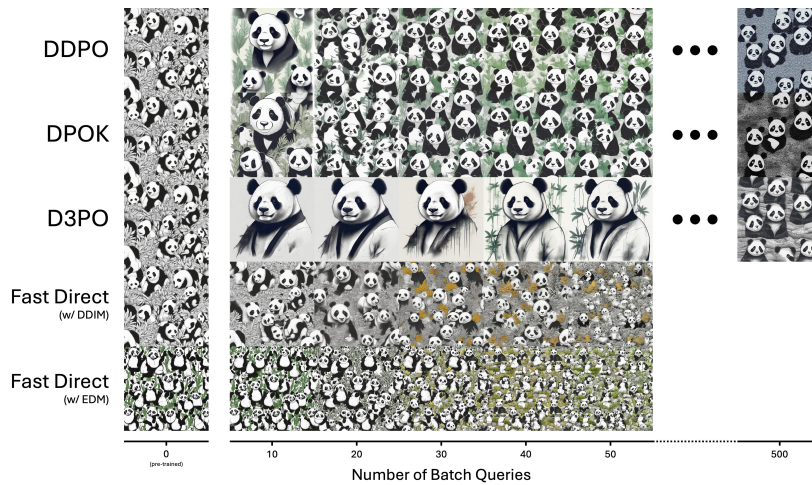 DDPO
DPOK
D3PO
Fast Direct
(w/ DDIM)
Fast Direct
(w/ EDM)
0 10 20 30 40 50 500
(pre-trained)
Number of Batch Queries